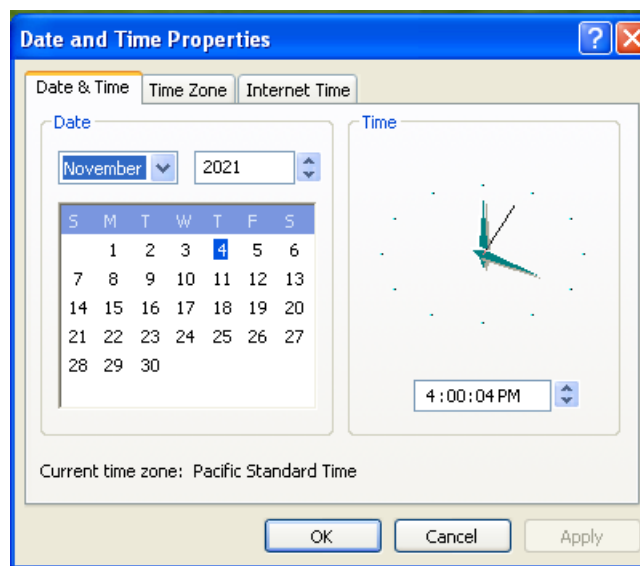 Date and Time Properties
Date & Time Time Zone Internet Time
Date
November 2021
S M T W T F S
1 2 3 4 5 6
7 8 9 10 11 12 13
14 15 16 17 18 19 20
21 22 23 24 25 26 27
28 29 30
Time
4:00:04 PM
Current time zone: Pacific Standard Time
OK Cancel Apply